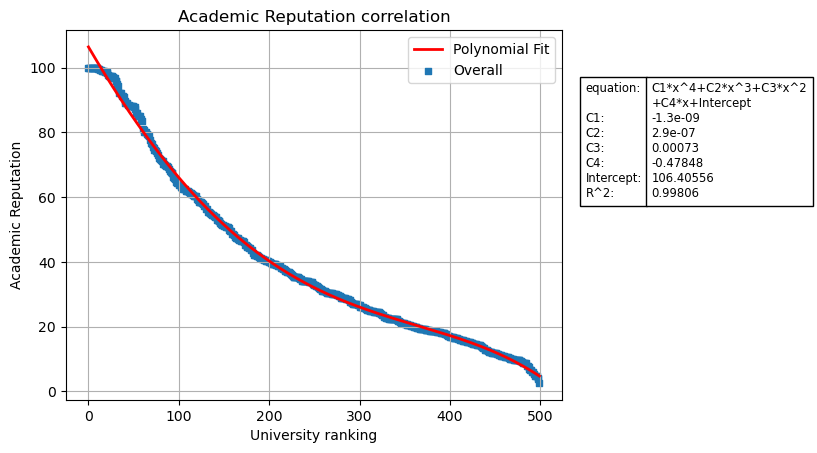 Academic Reputation correlation
Academic Reputation
100
80
60
40
20
0
0 100 200 300 400 500
University ranking
Polynomial Fit
Overall
equation: C1*x^4+C2*x^3+C3*x^2
+C4*x+Intercept
C1: -1.3e-09
C2: 2.9e-07
C3: 0.00073
C4: -0.47848
Intercept: 106.40556
R^2: 0.99806